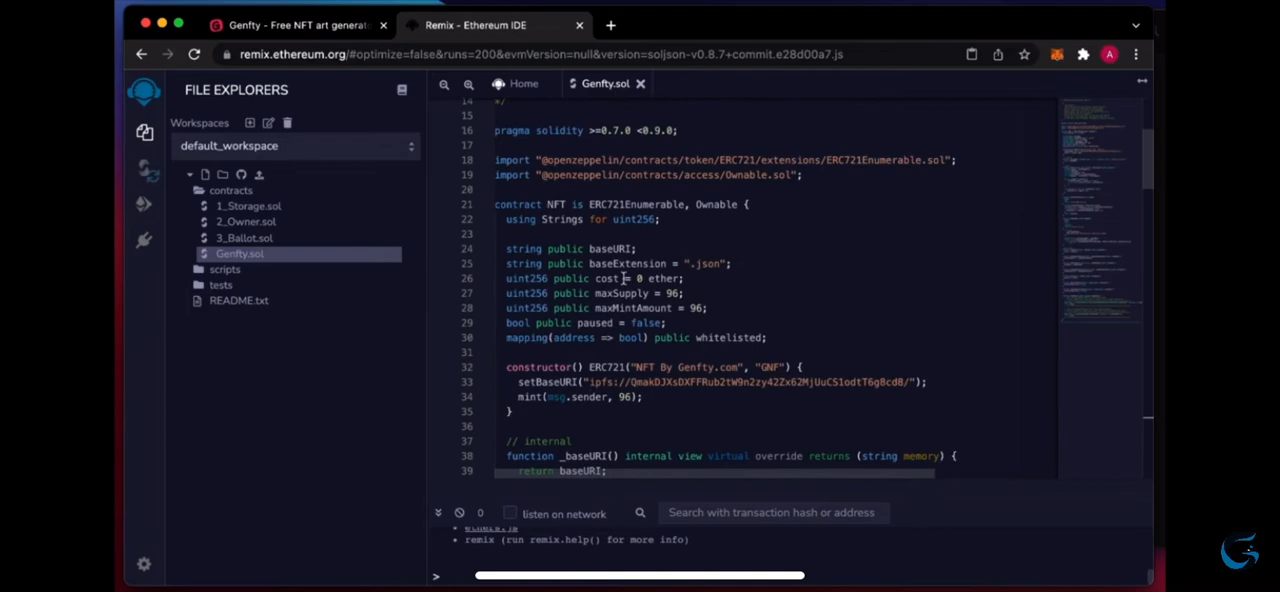 Genfty - Free NFT art generat
Remix - Ethereum IDE
remix.ethereum.org/#optimize=false&runs=200&evmVersion=null&version=soljson-v0.8.7+commit.e28d00a7.js
A
FILE EXPLORERS
Workspaces
default_workspace
contracts
1_Storage.sol
2_Owner.sol
3_Ballot.sol
Genfty.sol
scripts
tests
README.txt
Home
Genfty.sol
14 */
15
16 pragma solidity >=0.7.0 <0.9.0;
17
18 import "@openzeppelin/contracts/token/ERC721/extensions/ERC721Enumerable.sol";
19 import "@openzeppelin/contracts/access/Ownable.sol";
20
21 contract NFT is ERC721Enumerable, Ownable {
22 using Strings for uint256;
23
24 string public baseURI;
25 string public baseExtension = ".json";
26 uint256 public cost = 0 ether;
27 uint256 public maxSupply = 96;
28 uint256 public maxMintAmount = 96;
29 bool public paused = false;
30 mapping(address => bool) public whitelisted;
31
32 constructor() ERC721("NFT By Genfty.com", "GNF") {
33 setBaseURI("ipfs://QmakDJXsDXFFRub2tW9n2zy42Zx62MjUuCS1odtT6g8cd8/");
34 mint(msg.sender, 96);
35 }
36
37 // internal
38 function _baseURI() internal view virtual override returns (string memory) {
39 return baseURI;
0
listen on network
Search with transaction hash or address
ethers.js
remix (run remix.help() for more info)
>